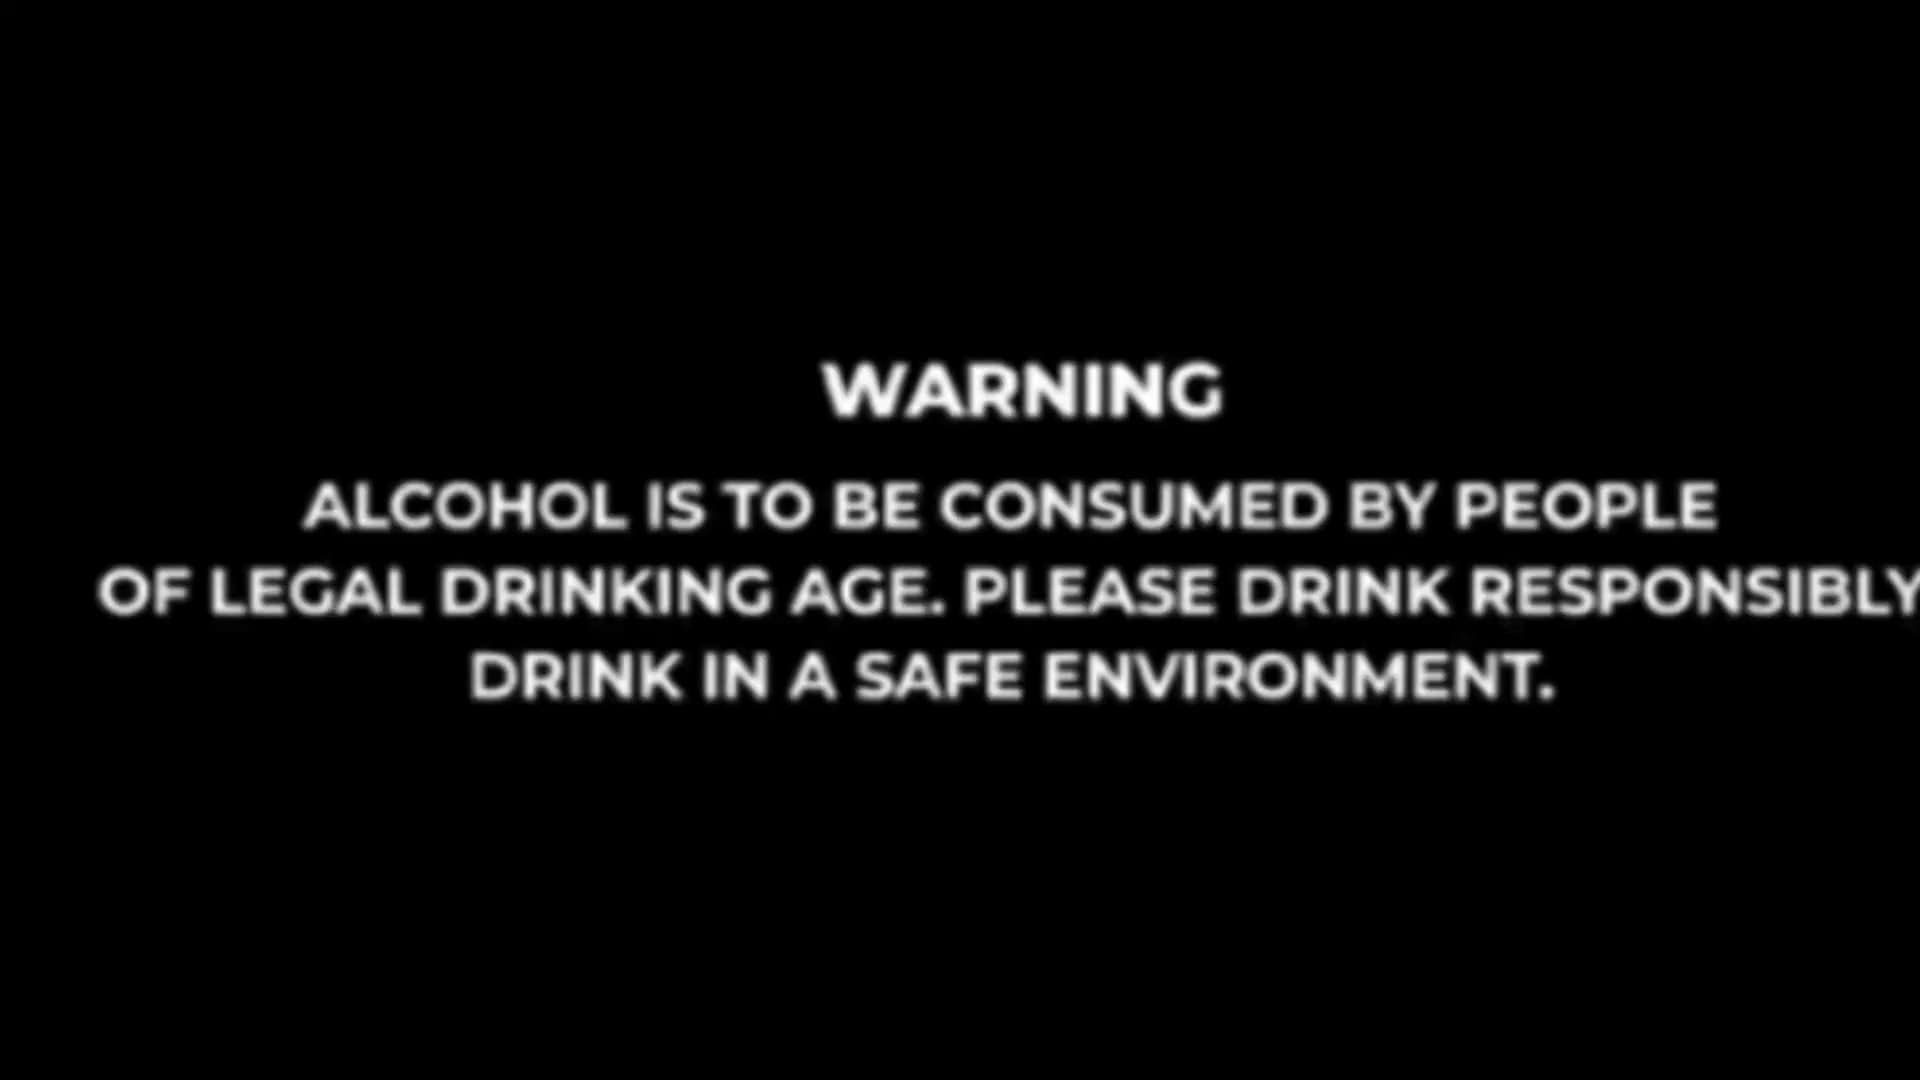 WARNING
ALCOHOL IS TO BE CONSUMED BY PEOPLE
OF LEGAL DRINKING AGE. PLEASE DRINK RESPONSIBLY
DRINK IN A SAFE ENVIRONMENT.